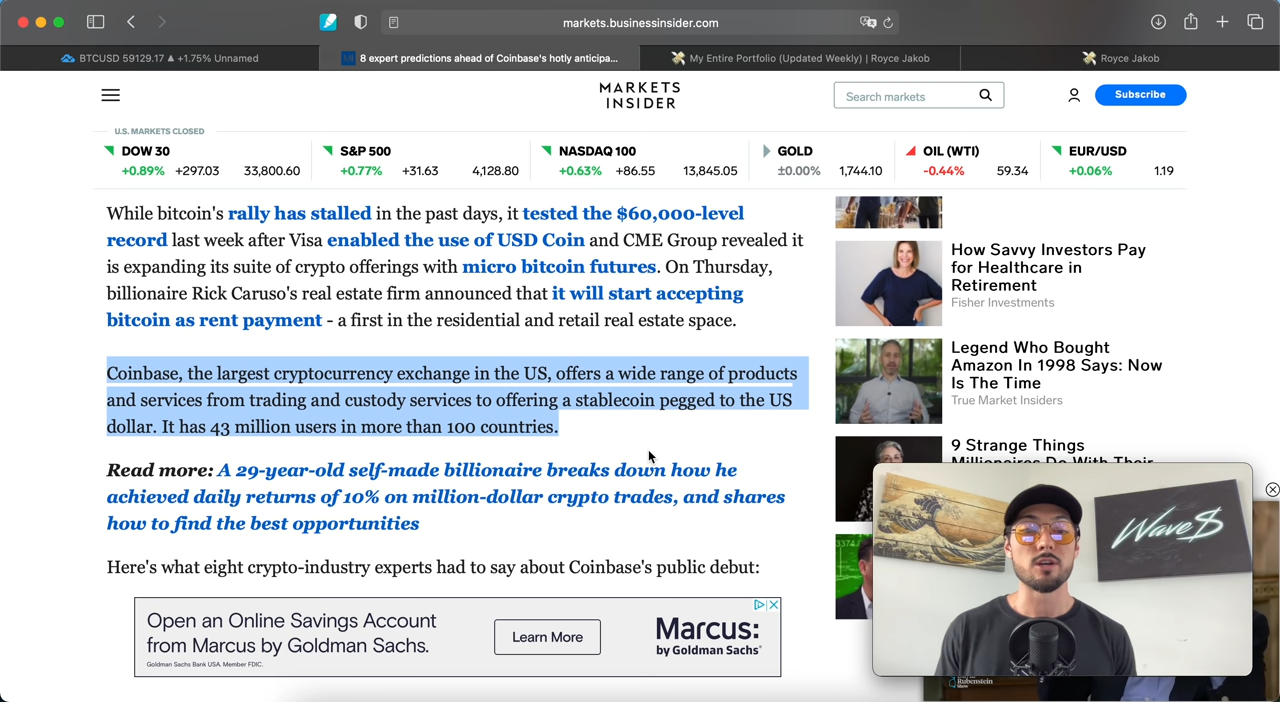 markets.businessinsider.com
BTCUSD 59129.17 ▲ +1.75% Unnamed
8 expert predictions ahead of Coinbase's hotly anticipa...
My Entire Portfolio (Updated Weekly) | Royce Jakob
Royce Jakob
MARKETS
INSIDER
Search markets
Subscribe
U.S. MARKETS CLOSED
DOW 30
+0.89% +297.03 33,800.60
S&P 500
+0.77% +31.63 4,128.80
NASDAQ 100
+0.63% +86.55 13,845.05
GOLD
±0.00% 1,744.10
OIL (WTI)
-0.44% 59.34
EUR/USD
+0.06% 1.19
While bitcoin's rally has stalled in the past days, it tested the $60,000-level
record last week after Visa enabled the use of USD Coin and CME Group revealed it
is expanding its suite of crypto offerings with micro bitcoin futures. On Thursday,
billionaire Rick Caruso's real estate firm announced that it will start accepting
bitcoin as rent payment - a first in the residential and retail real estate space.
Coinbase, the largest cryptocurrency exchange in the US, offers a wide range of products
and services from trading and custody services to offering a stablecoin pegged to the US
dollar. It has 43 million users in more than 100 countries.
Read more: A 29-year-old self-made billionaire breaks down how he
achieved daily returns of 10% on million-dollar crypto trades, and shares
how to find the best opportunities
Here's what eight crypto-industry experts had to say about Coinbase's public debut:
Open an Online Savings Account
from Marcus by Goldman Sachs.
Goldman Sachs Bank USA. Member FDIC.
Learn More
Marcus:
by Goldman Sachs
How Savvy Investors Pay
for Healthcare in
Retirement
Fisher Investments
Legend Who Bought
Amazon In 1998 Says: Now
Is The Time
True Market Insiders
9 Strange Things
Millionaires Do With Their
Wave$
Rubenstein